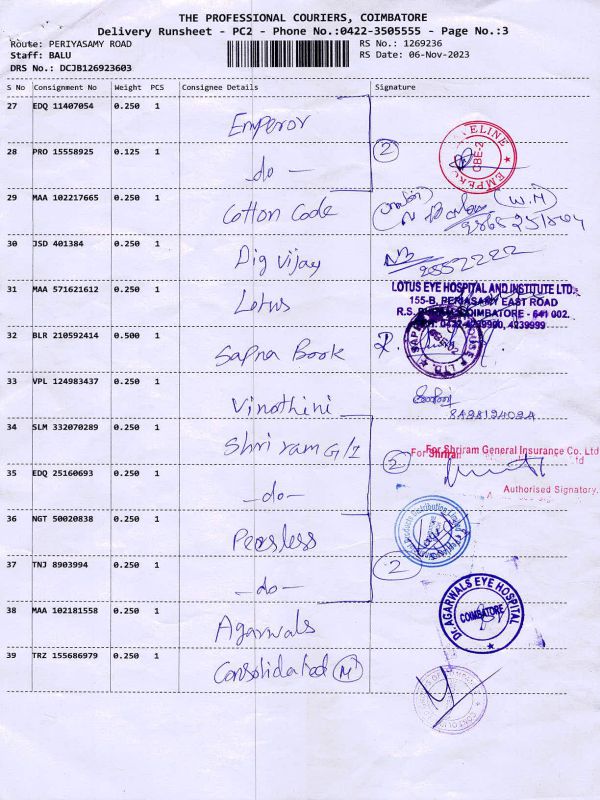 THE PROFESSIONAL COURIERS, COIMBATORE
Delivery Runsheet - PC2 - Phone No.:0422-3505555 - Page No.:3
Route: PERIYASAMY ROAD
RS No.: 1269236
Staff: BALU
RS Date: 06-Nov-2023
DRS No.: DCJB126923603
S No Consignment No Weight PCS Consignee Details Signature
27 EDQ 11407054 0.250 1
Emperor
28 PRO 15558925 0.125 1
-do-
2
VELINE
CBE-2
29 MAA 102217665 0.250 1
Cotton Code
(W.M)
30 JSD 401384 0.250 1
Dig vijay
31 MAA 571621612 0.250 1
Lotus
LOTUS EYE HOSPITAL AND INSTITUTE LTD.
155-B, PERIASAMY EAST ROAD
R.S. COIMBATORE - 641 002.
4239999
32 BLR 210592414 0.500 1
Sapna Book
33 VPL 124983437 0.250 1
Vinothini
34 SLM 332070289 0.250 1
Shri ram G/I
For Shriram General Insurance Co. Ltd
35 EDQ 25160693 0.250 1
-do-
2
Authorised Signatory.
36 NGT 50020838 0.250 1
Peerless
37 TNJ 8903994 0.250 1
-do-
2
38 MAA 102181558 0.250 1
Agarwals
DR. AGARWALS EYE HOSPITAL
COIMBATORE
39 TRZ 155686979 0.250 1
Consolidated (M)